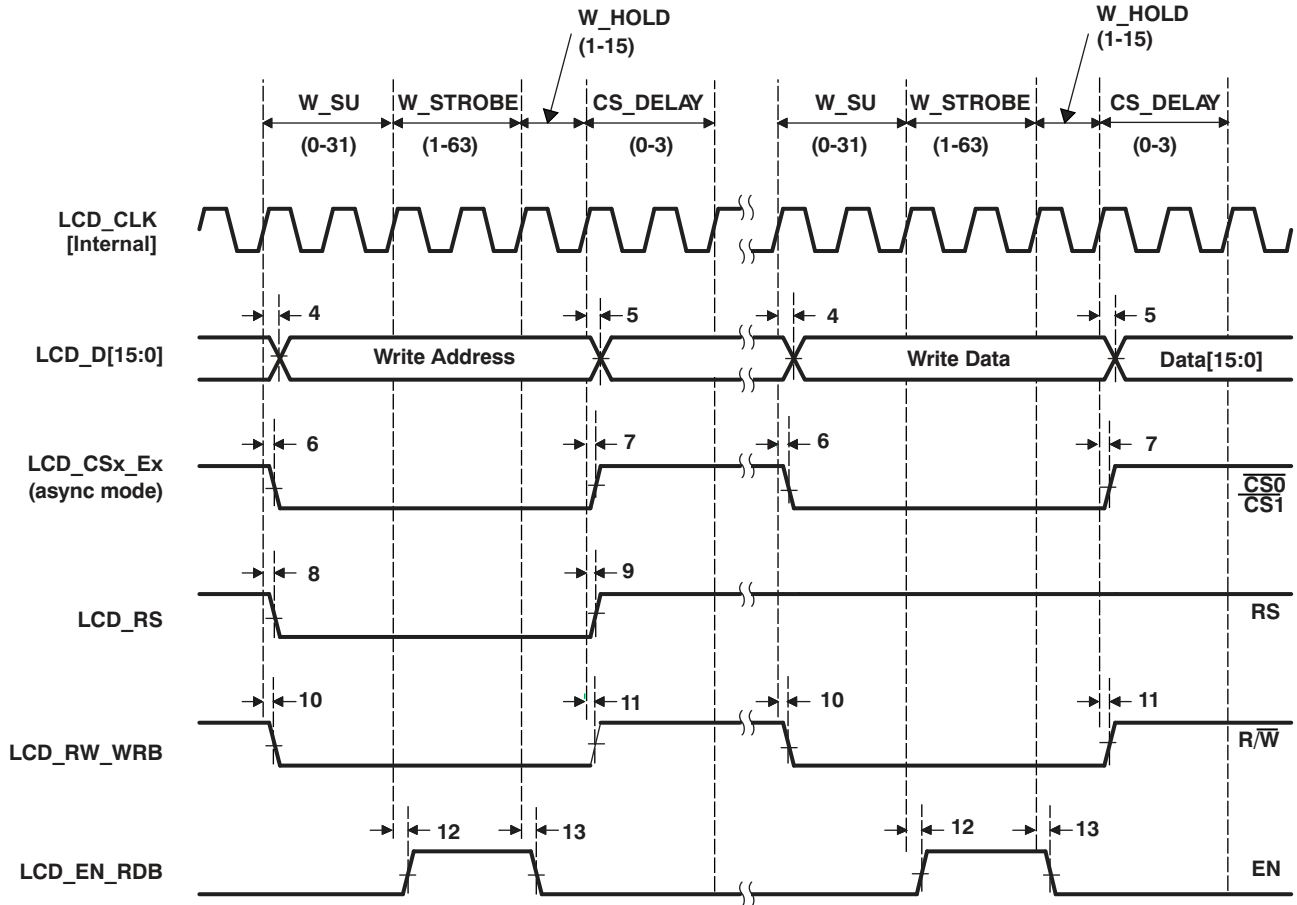 W_HOLD
(1-15)
W_HOLD
(1-15)
W_SU
W_STROBE
CS_DELAY
W_SU
W_STROBE
CS_DELAY
(0-31)
(1-63)
(0-3)
(0-31)
(1-63)
(0-3)
LCD_CLK
[Internal]
4
5
4
5
LCD_D[15:0]
Write Address
Write Data
Data[15:0]
6
7
6
7
LCD_CSx_Ex
(async mode)
CS0
CS1
8
9
LCD_RS
RS
10
11
10
11
LCD_RW_WRB
R/W
12
13
12
13
LCD_EN_RDB
EN